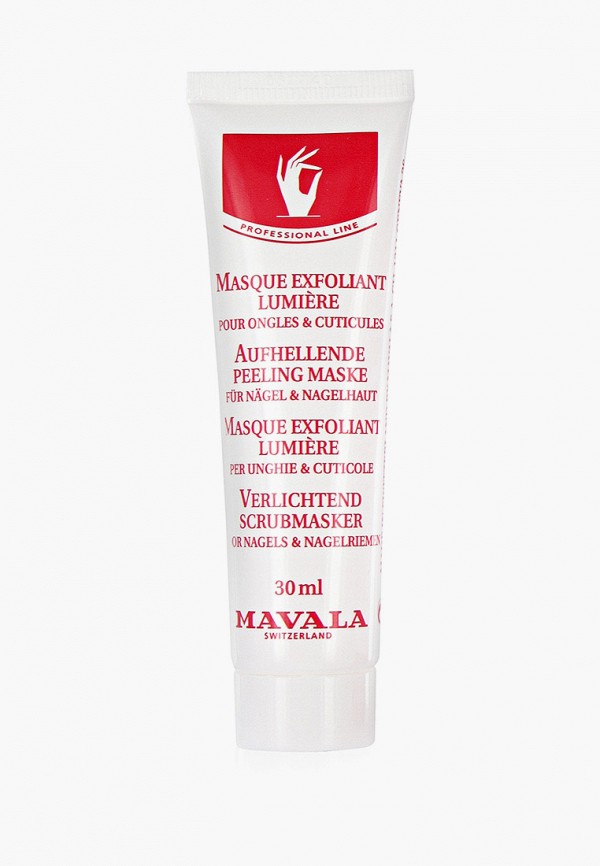 PROFESSIONAL LINE
MASQUE EXFOLIANT
LUMIÈRE
POUR ONGLES & CUTICULES
AUFHELLENDE
PEELING MASKE
FÜR NÄGEL & NAGELHAUT
MASQUE EXFOLIANT
LUMIÈRE
PER UNGHIE & CUTICOLE
VERLICHTEND
SCRUBMASKER
OR NAGELS & NAGELRIEMEN
30 ml
MAVALA
SWITZERLAND